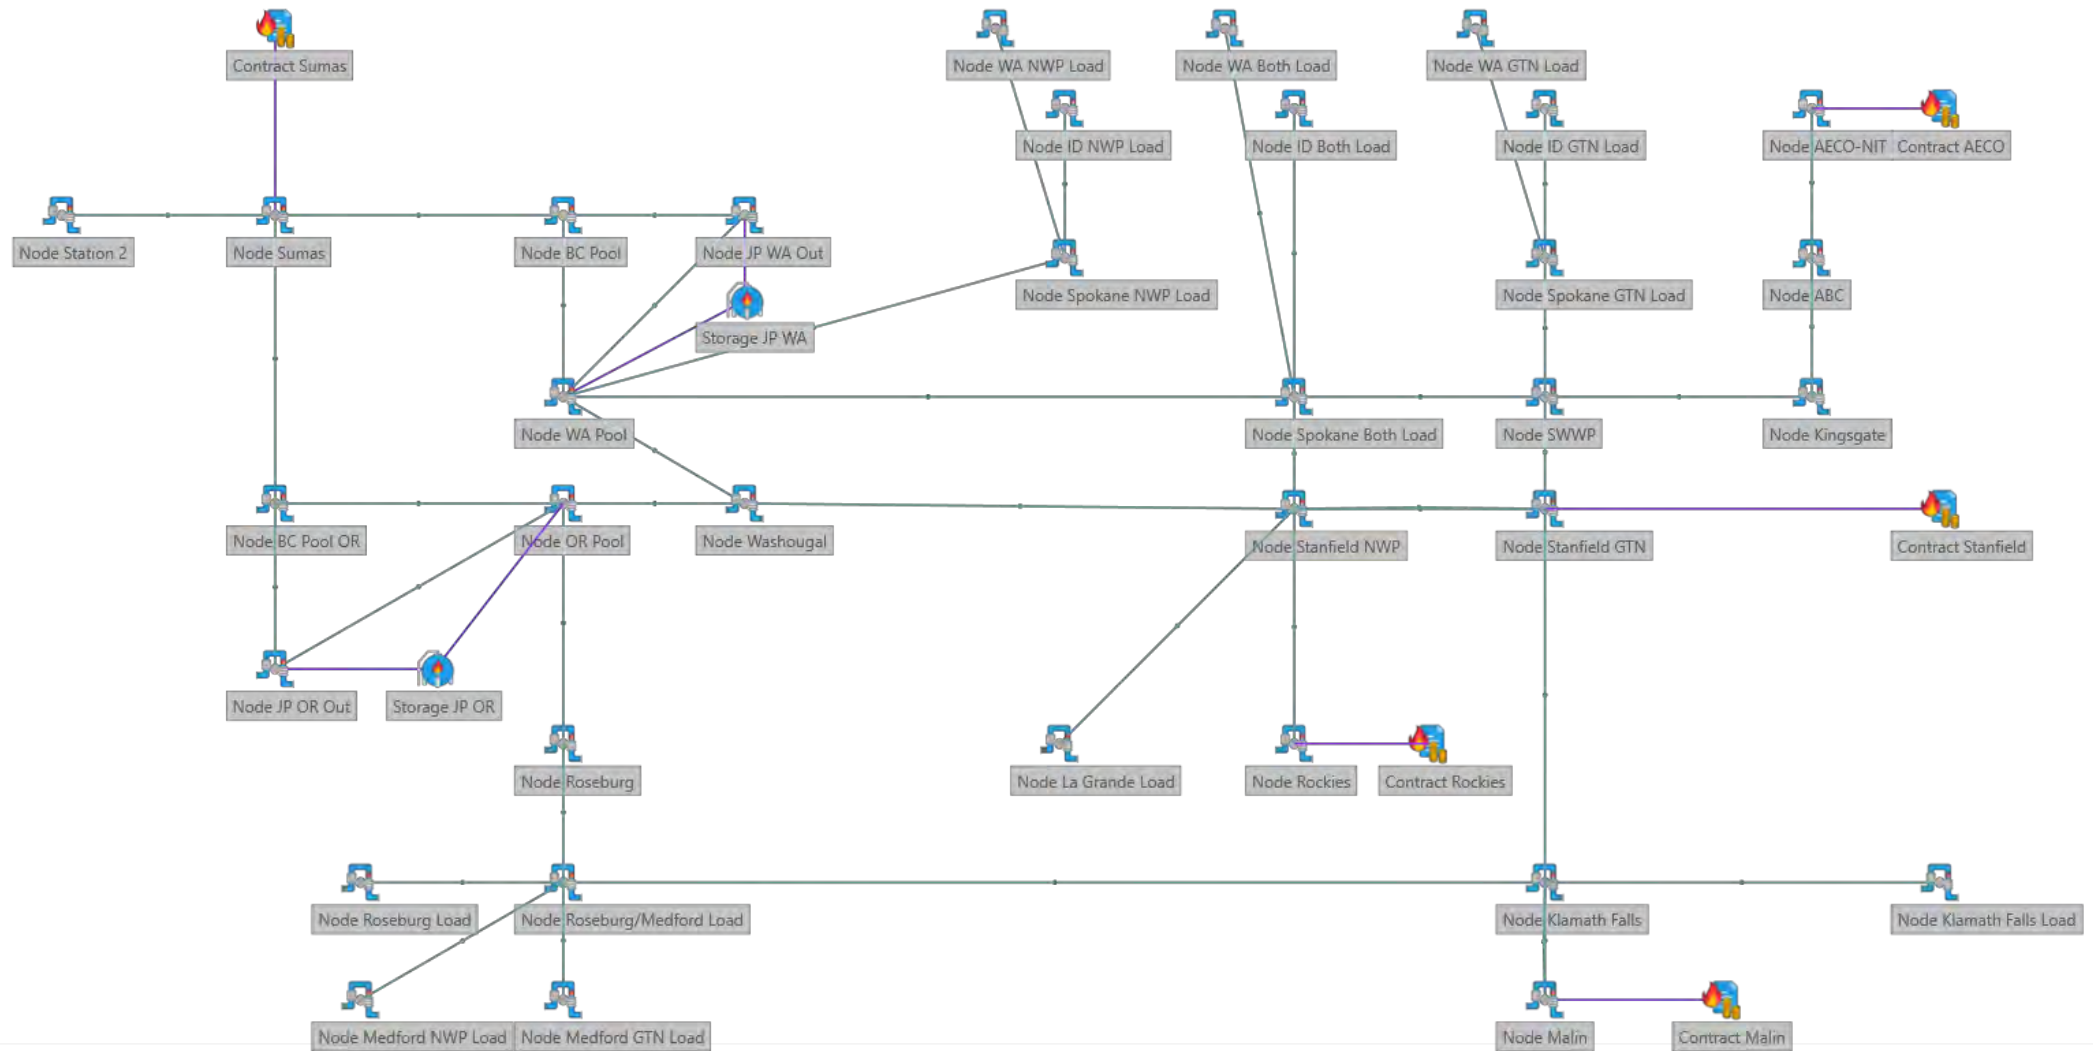 Contract Sumas
Node WA NWP Load
Node WA Both Load
Node WA GTN Load
Node ID NWP Load
Node ID Both Load
Node ID GTN Load
Node AECO-NIT
Contract AECO
Node Station 2
Node Sumas
Node BC Pool
Node JP WA Out
Node Spokane NWP Load
Node Spokane GTN Load
Node ABC
Storage JP WA
Node WA Pool
Node Spokane Both Load
Node SWWP
Node Kingsgate
Node BC Pool OR
Node OR Pool
Node Washougal
Node Stanfield NWP
Node Stanfield GTN
Contract Stanfield
Node JP OR Out
Storage JP OR
Node Roseburg
Node La Grande Load
Node Rockies
Contract Rockies
Node Roseburg Load
Node Roseburg/Medford Load
Node Klamath Falls
Node Klamath Falls Load
Node Medford NWP Load
Node Medford GTN Load
Node Malin
Contract Malin